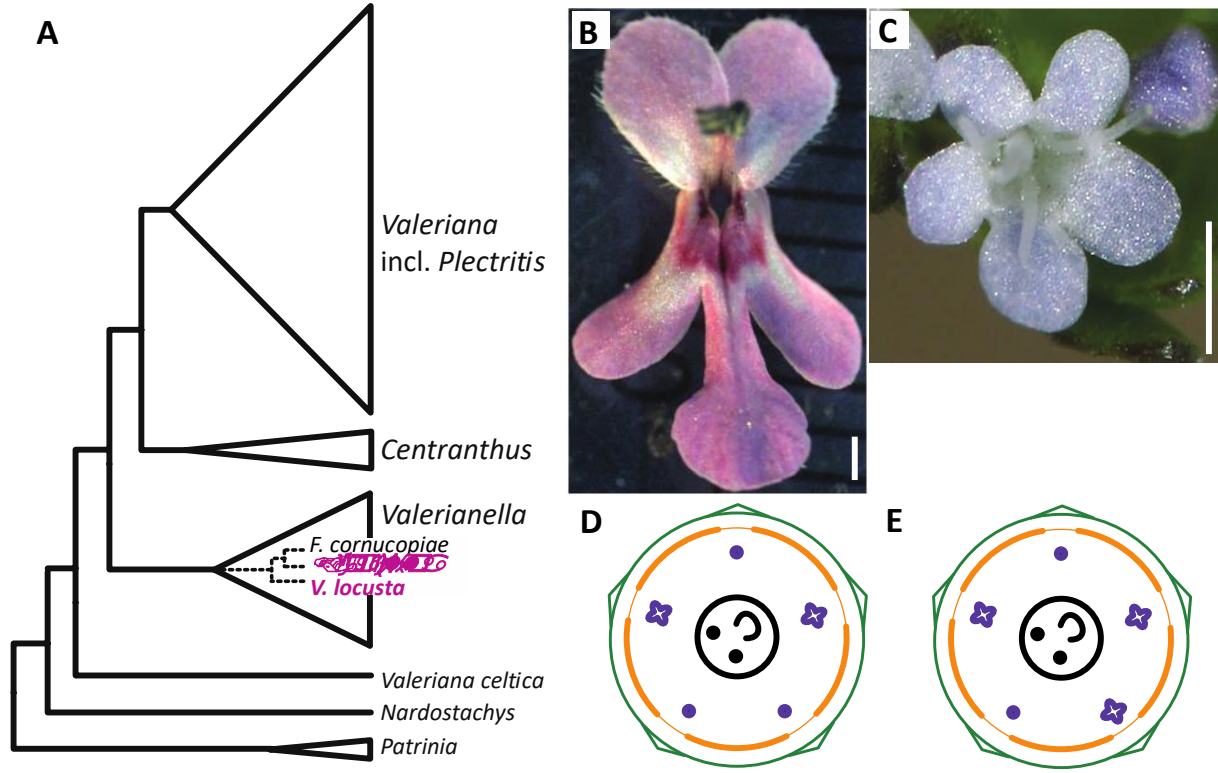 A
B
C
Valeriana
incl. Plectritis
Centranthus
Valerianella
F. cornucopiae
V. locusta
D
E
Valeriana celtica
Nardostachys
Patrinia